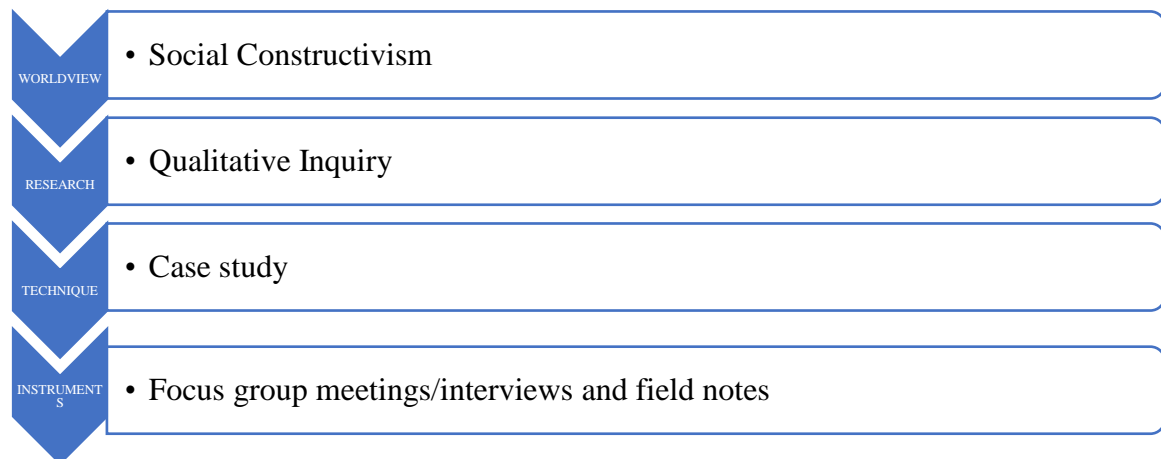 WORLDVIEW
• Social Constructivism
RESEARCH
• Qualitative Inquiry
TECHNIQUE
• Case study
INSTRUMENT
S
• Focus group meetings/interviews and field notes